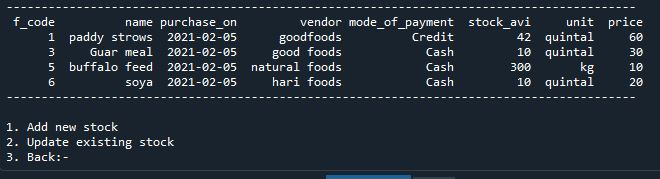 f_code name purchase_on vendor mode_of_payment stock_avi unit price
1 paddy strows 2021-02-05 goodfoods Credit 42 quintal 60
3 Guar meal 2021-02-05 good foods Cash 10 quintal 30
5 buffalo feed 2021-02-05 natural foods Cash 300 kg 10
6 soya 2021-02-05 hari foods Cash 10 quintal 20
1. Add new stock
2. Update existing stock
3. Back:-